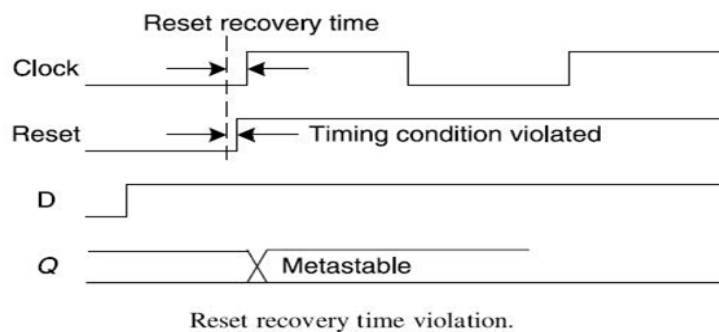 Reset recovery time
Clock
Reset
Timing condition violated
D
Q
Metastable
Reset recovery time violation.